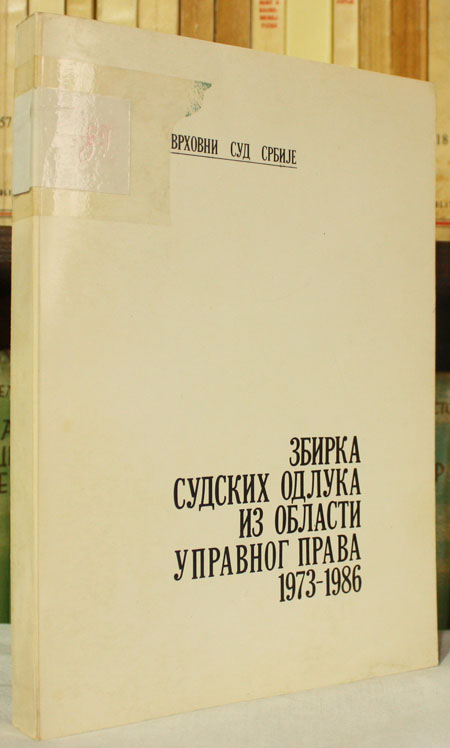 ВРХОВНИ СУД СРБИЈЕ
ЗБИРКА
СУДСКИХ ОДЛУКА
ИЗ ОБЛАСТИ
УПРАВНОГ ПРАВА
1973-1986